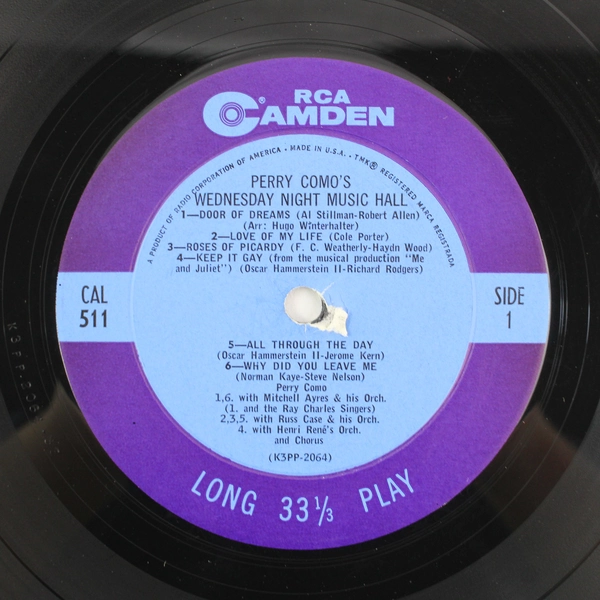 RCA
CAMDEN®
A PRODUCT OF RADIO CORPORATION OF AMERICA • MADE IN U.S.A. • TMK® REGISTERED MARCA REGISTRADA
PERRY COMO'S
WEDNESDAY NIGHT MUSIC HALL
1—DOOR OF DREAMS (Al Stillman-Robert Allen)
(Arr: Hugo Winterhalter)
2—LOVE OF MY LIFE (Cole Porter)
3—ROSES OF PICARDY (F. C. Weatherly-Haydn Wood)
4—KEEP IT GAY (from the musical production "Me
and Juliet") (Oscar Hammerstein II-Richard Rodgers)
CAL
511
SIDE
1
5—ALL THROUGH THE DAY
(Oscar Hammerstein II-Jerome Kern)
6—WHY DID YOU LEAVE ME
(Norman Kaye-Steve Nelson)
Perry Como
1,6. with Mitchell Ayres & his Orch.
(1. and the Ray Charles Singers)
2,3,5. with Russ Case & his Orch.
4. with Henri René's Orch.
and Chorus
(K3PP-2064)
LONG 33⅓ PLAY